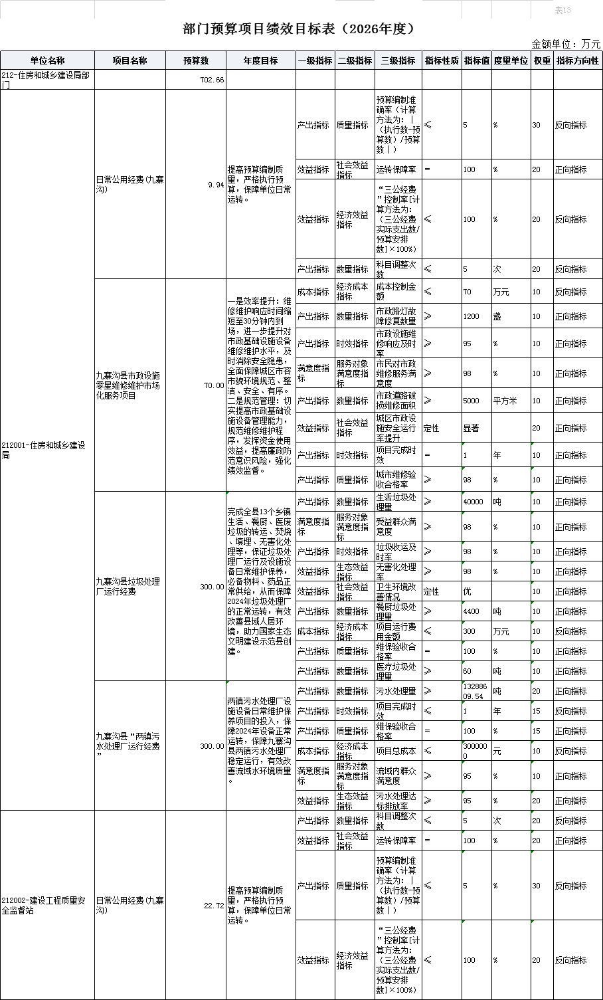 表13
部门预算项目绩效目标表（2026年度）
金额单位：万元
单位名称 项目名称 预算数 年度目标 一级指标 二级指标 三级指标 指标性质 指标值 度量单位 权重 指标方向性
212-住房和城乡建设局部门 702.66
212001-住房和城乡建设局
日常公用经费(九寨沟) 9.94 提高预算编制质量，严格执行预算，保障单位日常运转。
产出指标 质量指标 预算编制准确率（计算方法为：｜（执行数-预算数）/预算数｜） ≤ 5 % 30 反向指标
效益指标 社会效益指标 运转保障率 ＝ 100 % 20 正向指标
效益指标 经济效益指标 “三公经费”控制率[计算方法为：（三公经费实际支出数/预算安排数]×100%) ≤ 100 % 20 反向指标
产出指标 数量指标 科目调整次数 ≤ 5 次 20 反向指标
九寨沟县市政设施零星维修维护市场化服务项目 70.00 一是效率提升：维修维护响应时间缩短至30分钟内到场，进一步提升对市政基础设施设备维修维护水平，及时消除安全隐患，全面保障城区市容市貌环境规范、整洁、安全、有序。二是规范管理：切实提高市政基础设施设备管理能力，规范维修维护程序，发挥资金使用效益，提高廉政防范意识风险，强化绩效监督。
成本指标 经济成本指标 成本控制金额 ≤ 70 万元 10 反向指标
产出指标 数量指标 市政路灯故障修复数量 ≥ 1200 盏 10 正向指标
产出指标 时效指标 市政设施维修响应及时率 ≥ 95 % 10 正向指标
满意度指标 服务对象满意度指标 市民对市政维修服务满意度 ≥ 98 % 10 正向指标
产出指标 数量指标 市政道路破损维修面积 ≥ 5000 平方米 10 正向指标
效益指标 社会效益指标 城区市政设施安全运行率提升 定性 显著 20 正向指标
产出指标 时效指标 项目完成时效 ＝ 1 年 10 正向指标
产出指标 质量指标 城市维修验收合格率 ≥ 98 % 10 正向指标
九寨沟县垃圾处理厂运行经费 300.00 完成全县13个乡镇生活、餐厨、医废垃圾的转运、焚烧、填埋、无害化处理等，保证垃圾处理厂运行及设施设备日常维护保养，必备物料、药品正常供给，从而保障2024年垃圾处理厂的正常运转，有效改善县域人居环境，助力国家生态文明建设示范县创建。
产出指标 数量指标 生活垃圾处理量 ≥ 40000 吨 10 正向指标
满意度指标 服务对象满意度指标 受益群众满意度 ≥ 98 % 10 正向指标
产出指标 时效指标 垃圾收运及时率 ≥ 98 % 10 正向指标
效益指标 生态效益指标 无害化处理率 ≥ 98 % 10 正向指标
效益指标 社会效益指标 卫生环境改善情况 定性 优 10 正向指标
产出指标 数量指标 餐厨垃圾处理量 ≥ 4400 吨 10 正向指标
成本指标 经济成本指标 项目运行费用金额 ≤ 300 万元 10 反向指标
产出指标 质量指标 维保验收合格率 ＝ 100 % 10 正向指标
产出指标 数量指标 医疗垃圾处理量 ≥ 60 吨 10 正向指标
九寨沟县“两镇污水处理厂运行经费” 300.00 两镇污水处理厂设施设备日常维护保养项目的投入，保障2024年设备正常运转，保障九寨沟县两镇污水处理厂稳定运行，有效改善流域水环境质量。
产出指标 数量指标 污水处理量 ≥ 13288609.54 吨 20 正向指标
产出指标 时效指标 项目完成时效 ≤ 1 年 15 反向指标
产出指标 质量指标 维保验收合格率 ＝ 100 % 15 正向指标
成本指标 经济成本指标 项目总成本 ≤ 3000000 元 10 反向指标
满意度指标 服务对象满意度指标 流域内群众满意度 ≥ 95 % 10 正向指标
效益指标 生态效益指标 污水处理达标排放率 ≥ 95 % 20 正向指标
212002-建设工程质量安全监督站
日常公用经费(九寨沟) 22.72 提高预算编制质量，严格执行预算，保障单位日常运转。
产出指标 数量指标 科目调整次数 ≤ 5 次 20 反向指标
效益指标 社会效益指标 运转保障率 ＝ 100 % 20 正向指标
产出指标 质量指标 预算编制准确率（计算方法为：｜（执行数-预算数）/预算数｜） ≤ 5 % 30 反向指标
效益指标 经济效益指标 “三公经费”控制率[计算方法为：（三公经费实际支出数/预算安排数]×100%) ≤ 100 % 20 反向指标